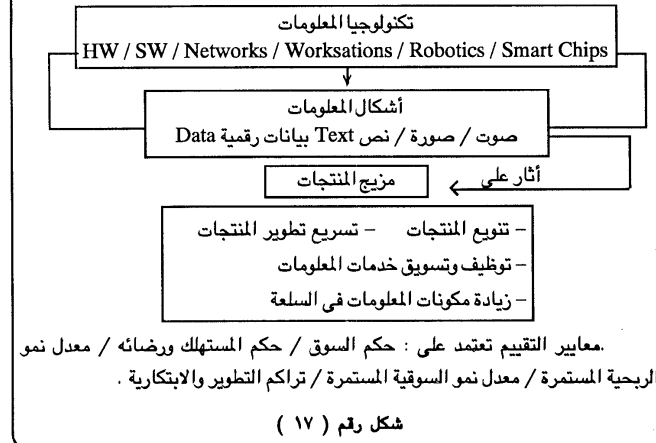 تكنولوجيا المعلومات
HW / SW / Networks / Worksations / Robotics / Smart Chips
أشكال المعلومات
صوت / صورة / نص Text بيانات رقمية Data
أثار على
مزيج المنتجات
– تنويع المنتجات – تسريع تطوير المنتجات
– توظيف وتسويق خدمات المعلومات
– زيادة مكونات المعلومات فى السلعة
.معايير التقييم تعتمد على : حكم السوق / حكم المستهلك ورضائه / معدل نمو
الربحية المستمرة / معدل نمو السوقية المستمرة / تراكم التطوير والابتكارية .
شكل رقم ( ١٧ )